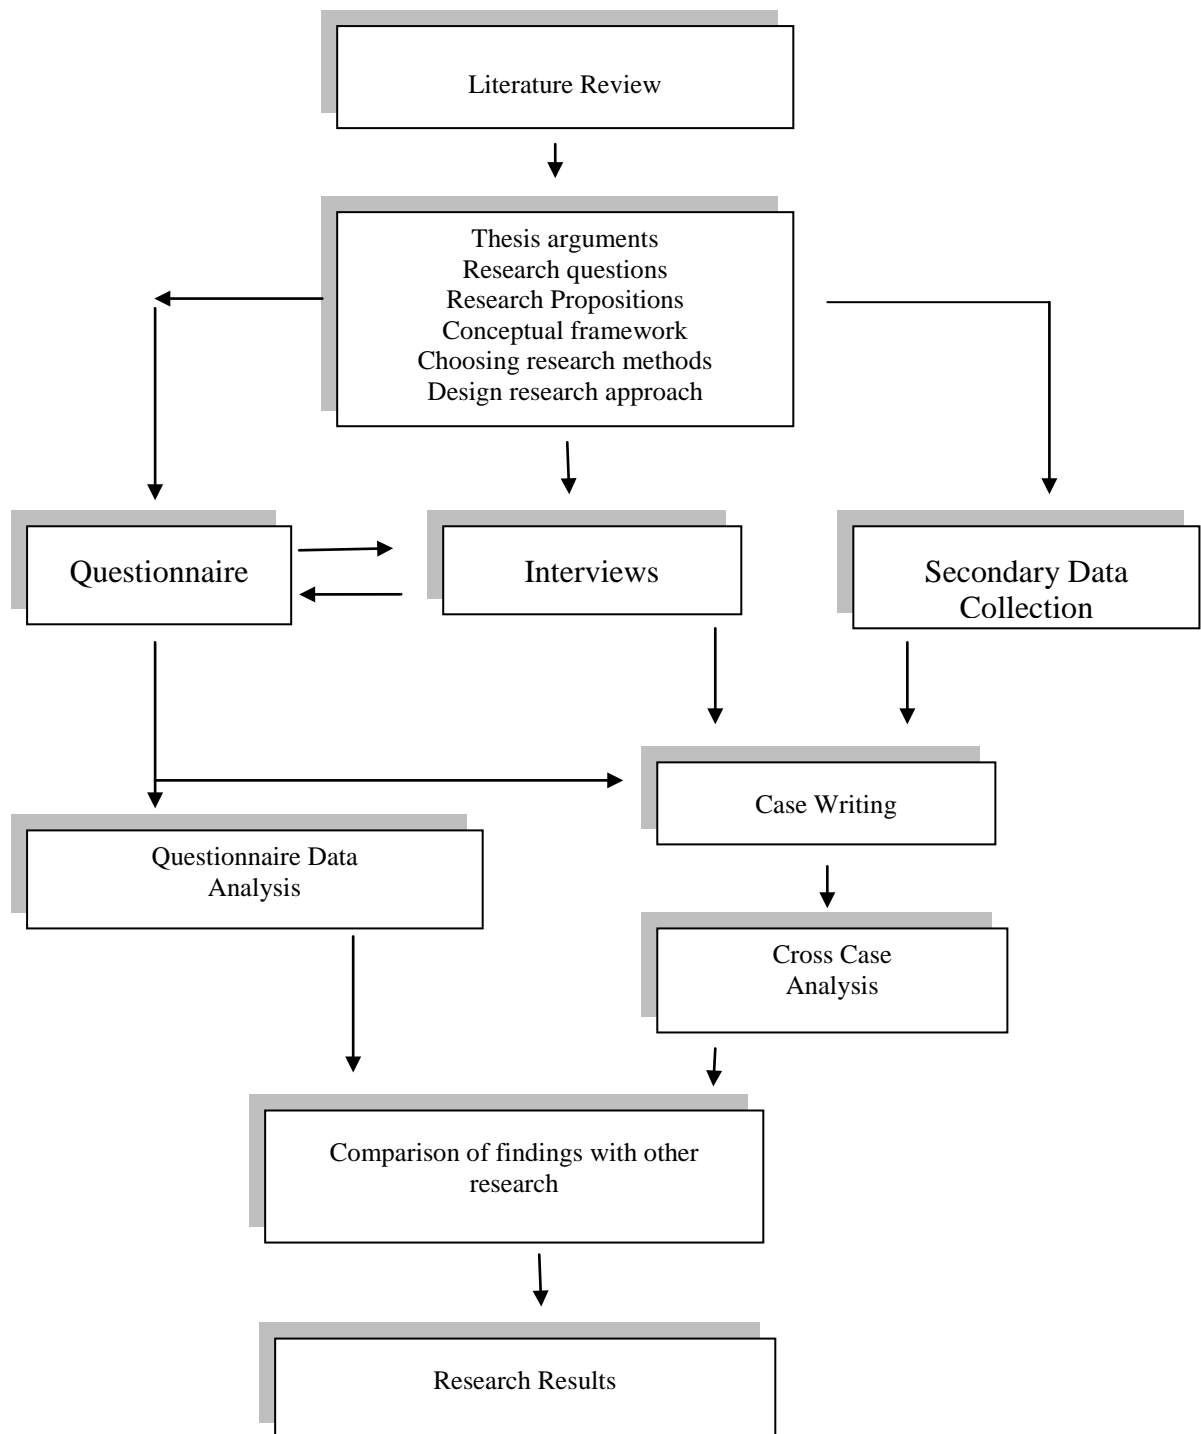 Literature Review
Thesis arguments
Research questions
Research Propositions
Conceptual framework
Choosing research methods
Design research approach
Questionnaire
Interviews
Secondary Data
Collection
Case Writing
Questionnaire Data
Analysis
Cross Case
Analysis
Comparison of findings with other
research
Research Results